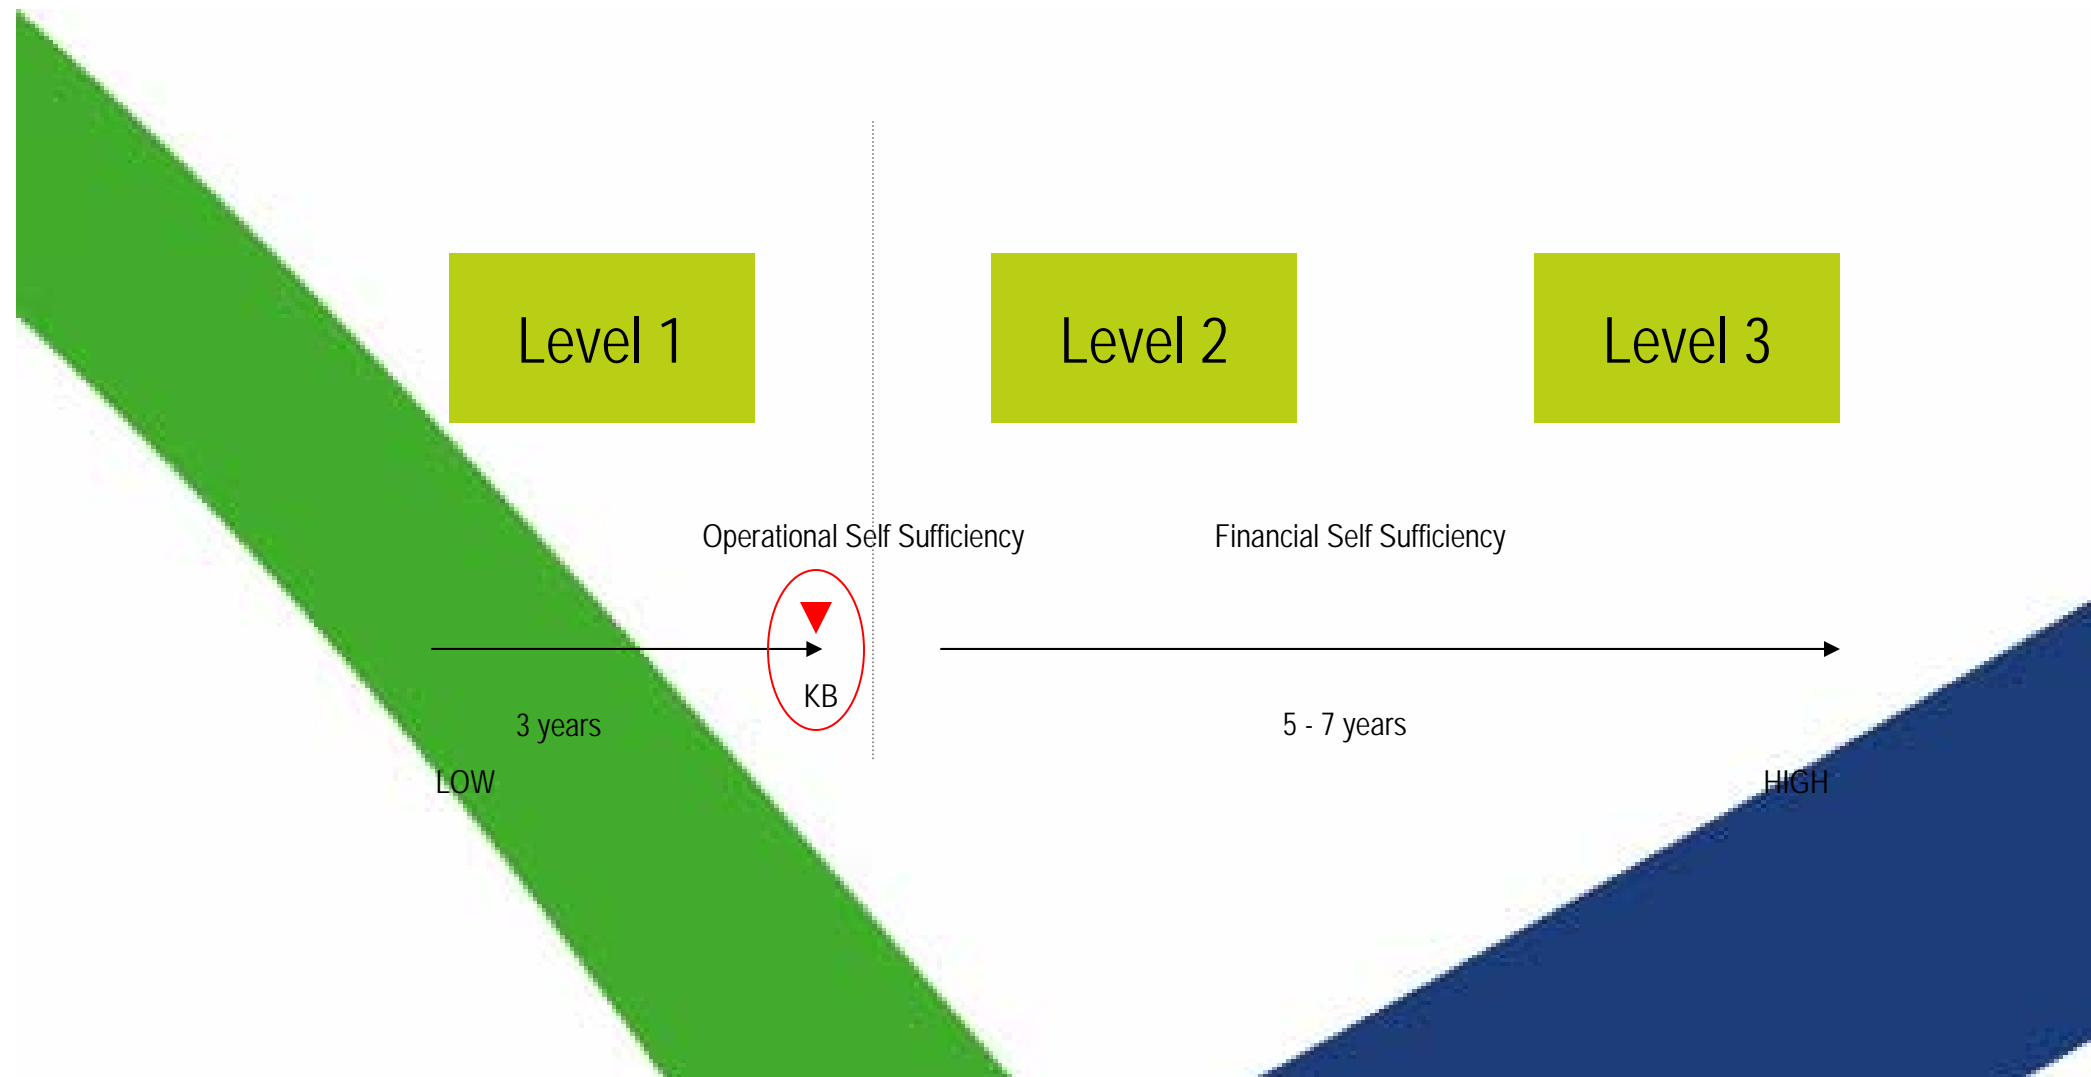 Level 1
Level 2
Level 3
Operational Self Sufficiency
Financial Self Sufficiency
KB
3 years
5 - 7 years
LOW
HIGH